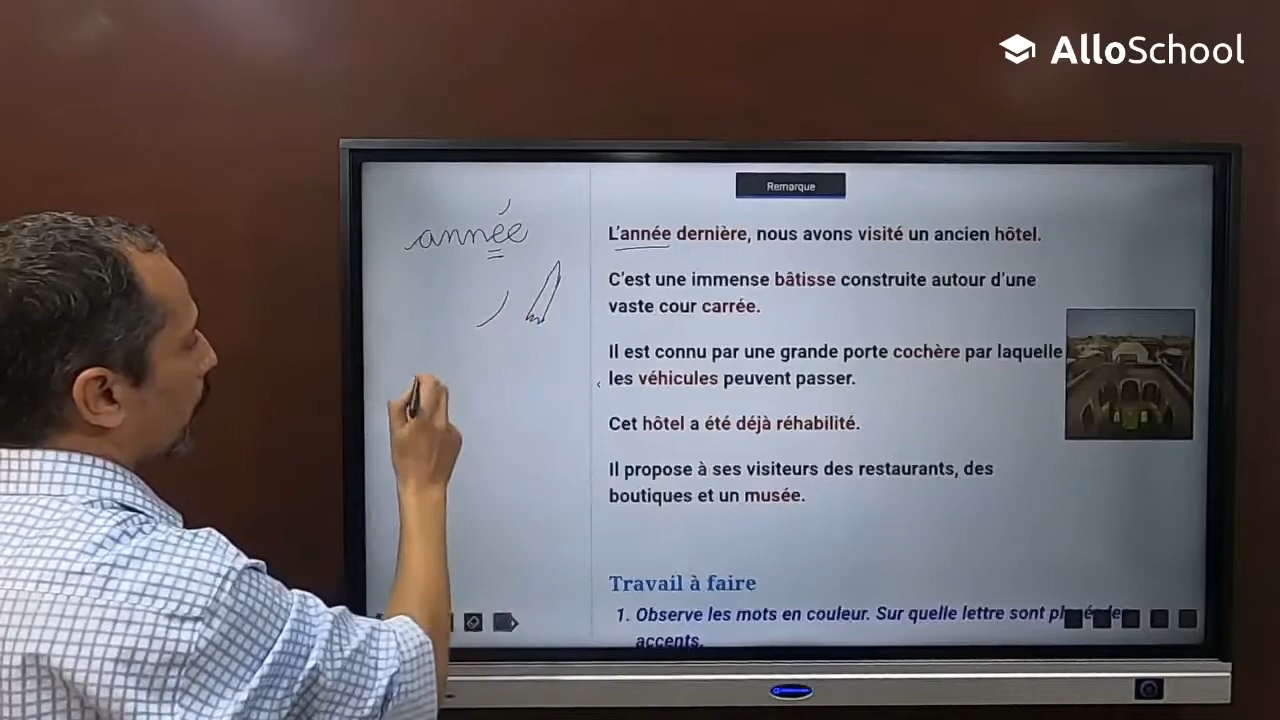 AlloSchool
Remarque
année
L'année dernière, nous avons visité un ancien hôtel.
C'est une immense bâtisse construite autour d'une
vaste cour carrée.
Il est connu par une grande porte cochère par laquelle
les véhicules peuvent passer.
Cet hôtel a été déjà réhabilité.
Il propose à ses visiteurs des restaurants, des
boutiques et un musée.
Travail à faire
1. Observe les mots en couleur. Sur quelle lettre sont
accents.